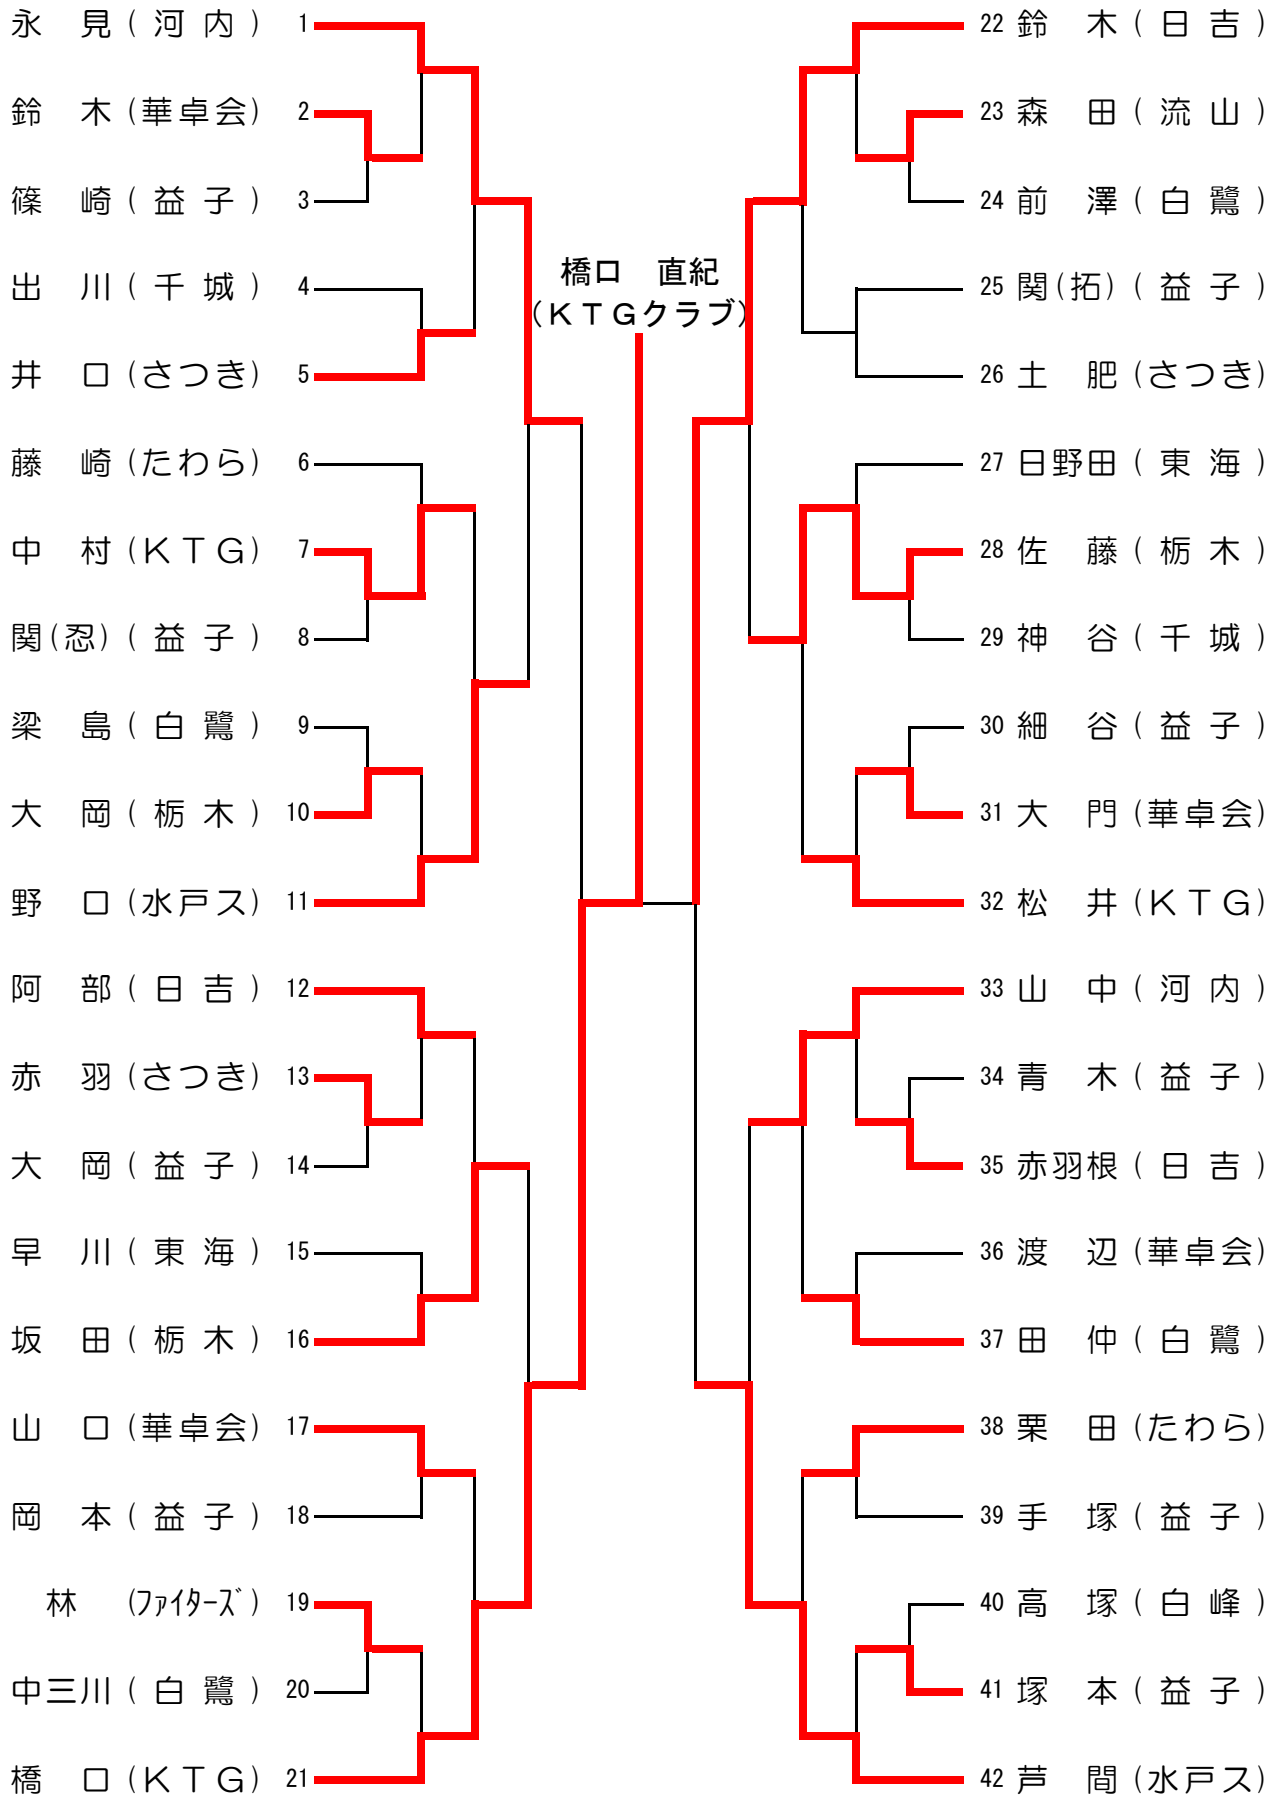 永　見 ( 河 内 ) 1
鈴　木 (華卓会) 2
篠　崎 ( 益 子 ) 3
出　川 ( 千 城 ) 4
井　口 (さつき) 5
藤　崎 (たわら) 6
中　村 (ＫＴＧ) 7
関(忍) ( 益 子 ) 8
梁　島 ( 白 鷺 ) 9
大　岡 ( 栃 木 ) 10
野　口 (水戸ス) 11
阿　部 ( 日 吉 ) 12
赤　羽 (さつき) 13
大　岡 ( 益 子 ) 14
早　川 ( 東 海 ) 15
坂　田 ( 栃 木 ) 16
山　口 (華卓会) 17
岡　本 ( 益 子 ) 18
林 (ﾌｧｲﾀｰｽﾞ) 19
中三川 ( 白 鷺 ) 20
橋　口 (ＫＴＧ) 21
橋口　直紀
(ＫＴＧクラブ)
22 鈴　木 ( 日 吉 )
23 森　田 ( 流 山 )
24 前　澤 ( 白 鷺 )
25 関(拓) ( 益 子 )
26 土　肥 (さつき)
27 日野田 ( 東 海 )
28 佐　藤 ( 栃 木 )
29 神　谷 ( 千 城 )
30 細　谷 ( 益 子 )
31 大　門 (華卓会)
32 松　井 (ＫＴＧ)
33 山　中 ( 河 内 )
34 青　木 ( 益 子 )
35 赤羽根 ( 日 吉 )
36 渡　辺 (華卓会)
37 田　仲 ( 白 鷺 )
38 栗　田 (たわら)
39 手　塚 ( 益 子 )
40 高　塚 ( 白 峰 )
41 塚　本 ( 益 子 )
42 芦　間 (水戸ス)